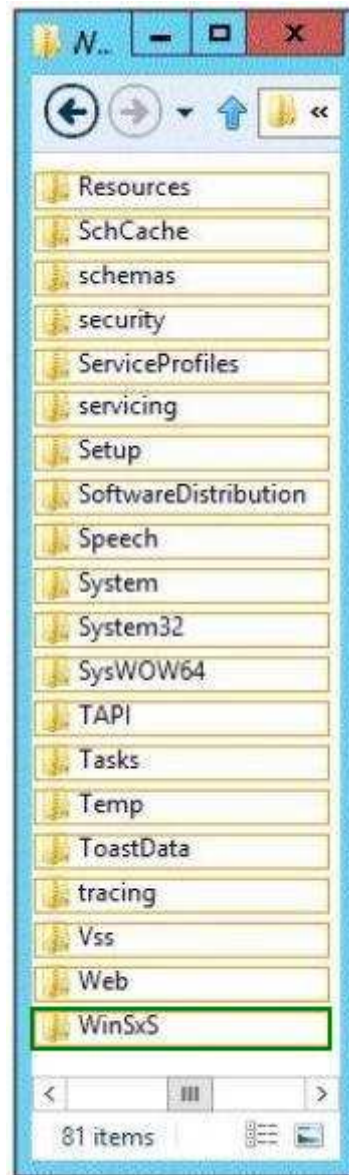 N...
«
Resources
SchCache
schemas
security
ServiceProfiles
servicing
Setup
SoftwareDistribution
Speech
System
System32
SysWOW64
TAPI
Tasks
Temp
ToastData
tracing
Vss
Web
WinSxS
81 items